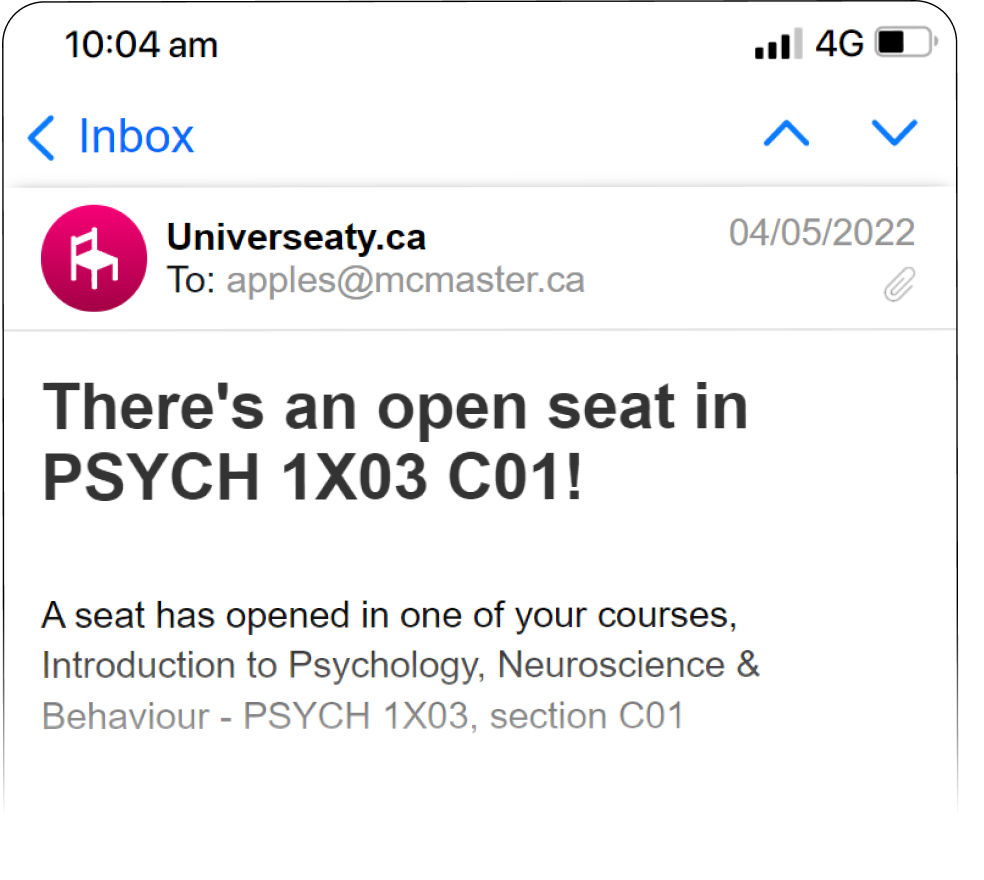 10:04 am 4G
Inbox
Universeaty.ca 04/05/2022
To: apples@mcmaster.ca
There's an open seat in
PSYCH 1X03 C01!
A seat has opened in one of your courses,
Introduction to Psychology, Neuroscience &
Behaviour - PSYCH 1X03, section C01